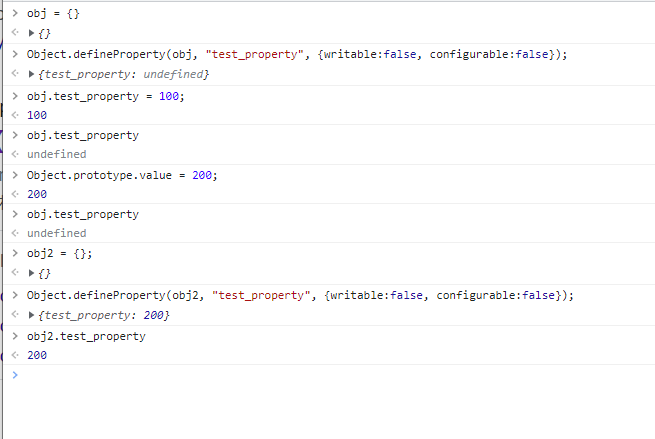 obj = {}
{}
Object.defineProperty(obj, "test_property", {writable:false, configurable:false});
{test_property: undefined}
obj.test_property = 100;
100
obj.test_property
undefined
Object.prototype.value = 200;
200
obj.test_property
undefined
obj2 = {};
{}
Object.defineProperty(obj2, "test_property", {writable:false, configurable:false});
{test_property: 200}
obj2.test_property
200